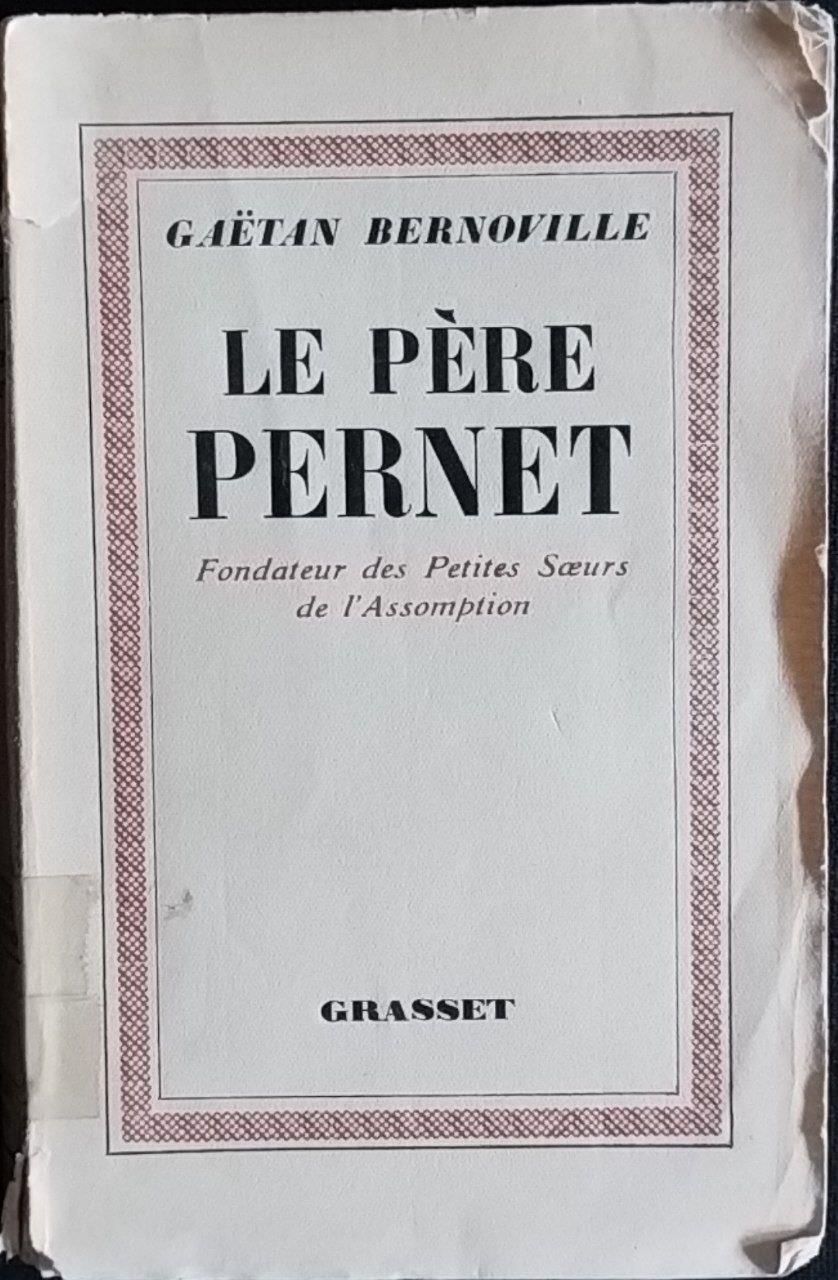 GAËTAN BERNOVILLE
LE PÈRE
PERNET
Fondateur des Petites Sœurs
de l'Assomption
GRASSET